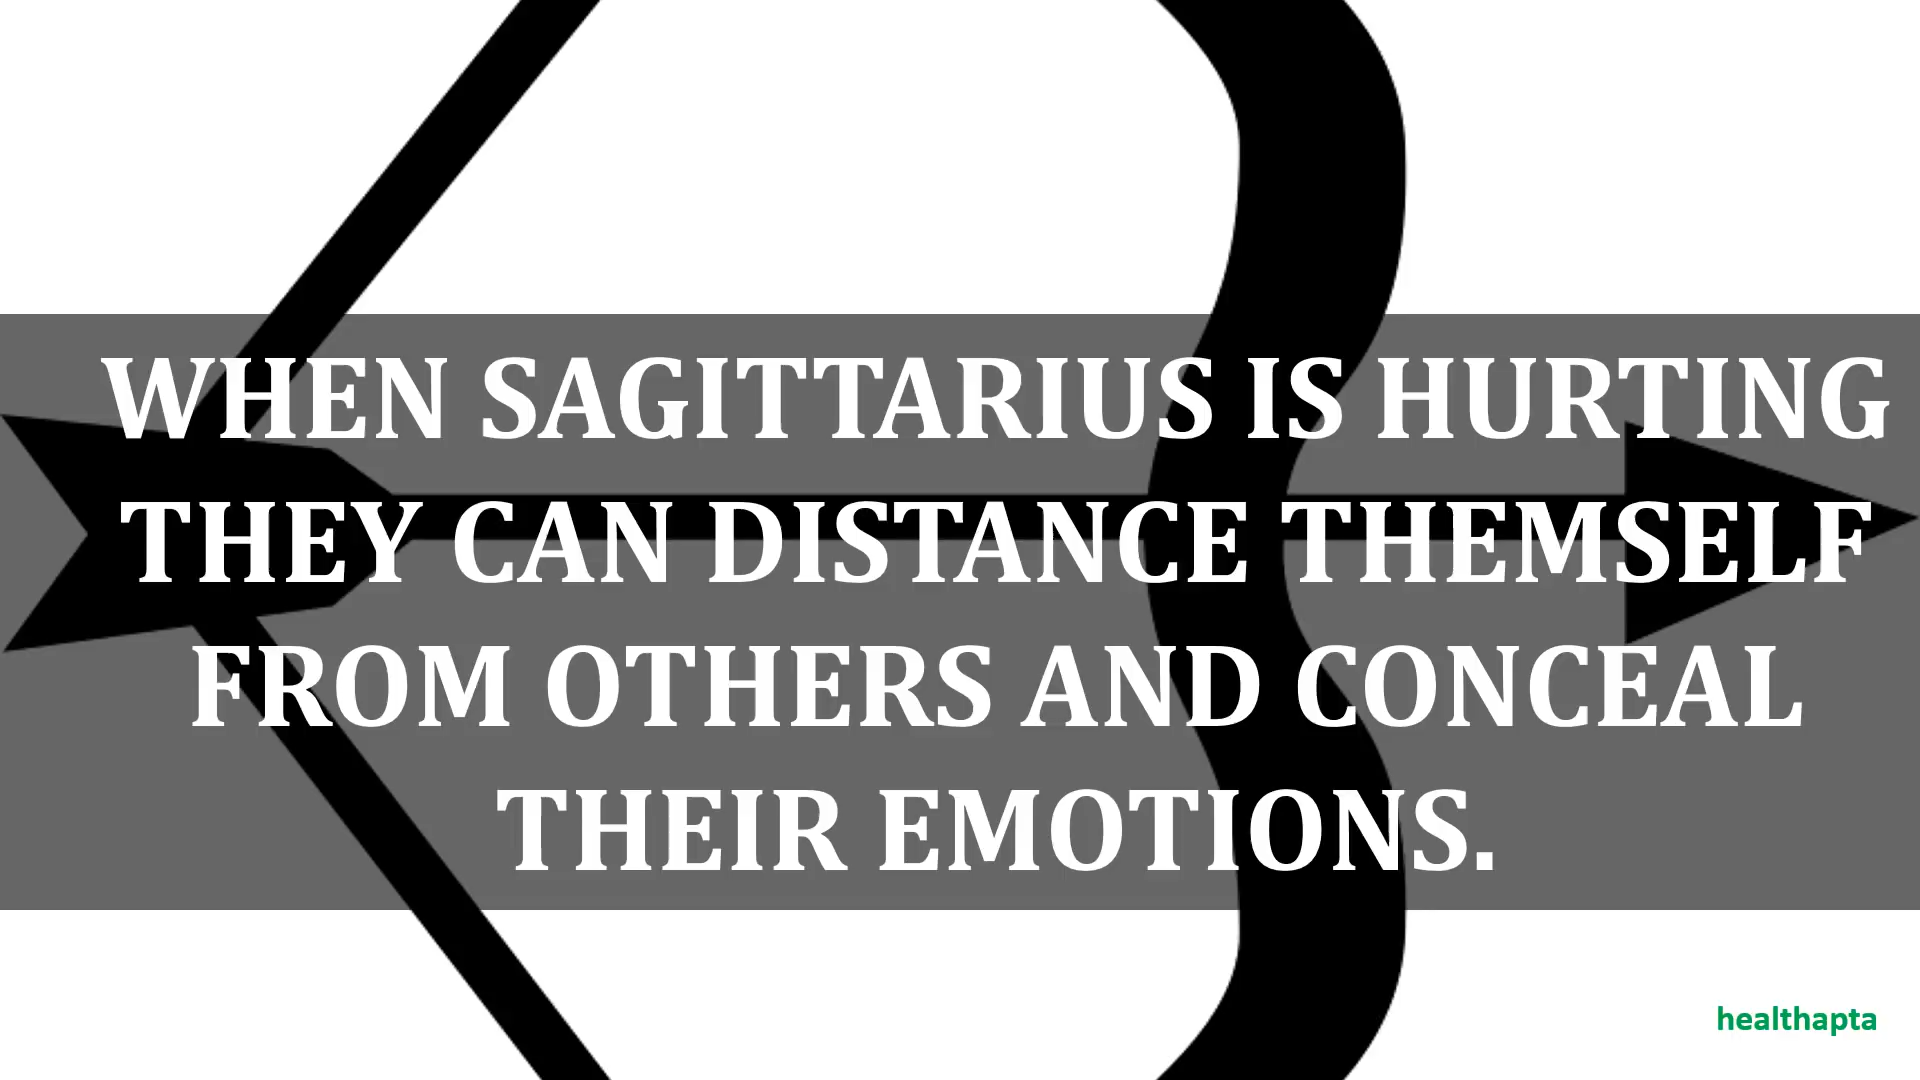 WHEN SAGITTARIUS IS HURTING
THEY CAN DISTANCE THEMSELF
FROM OTHERS AND CONCEAL
THEIR EMOTIONS.
healthapta